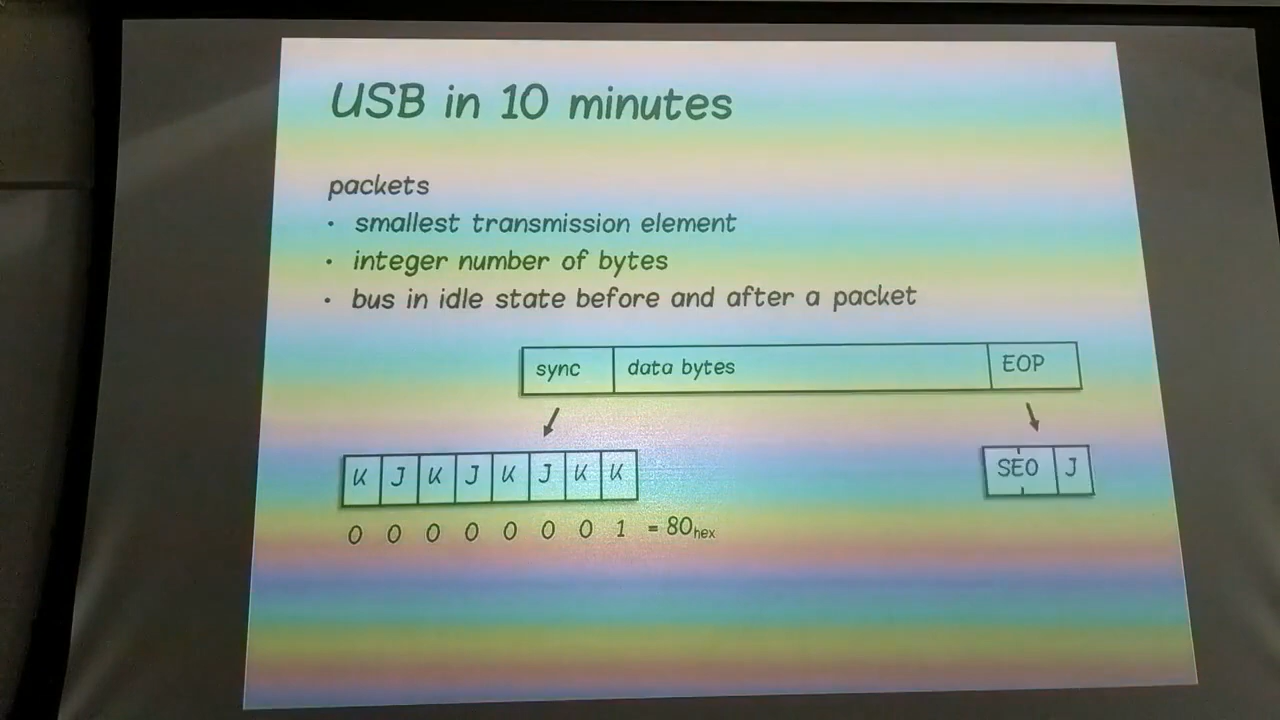 USB in 10 minutes
packets
• smallest transmission element
• integer number of bytes
• bus in idle state before and after a packet
sync data bytes EOP
K J K J K J K K
SE0 J
0 0 0 0 0 0 0 1 = 80hex